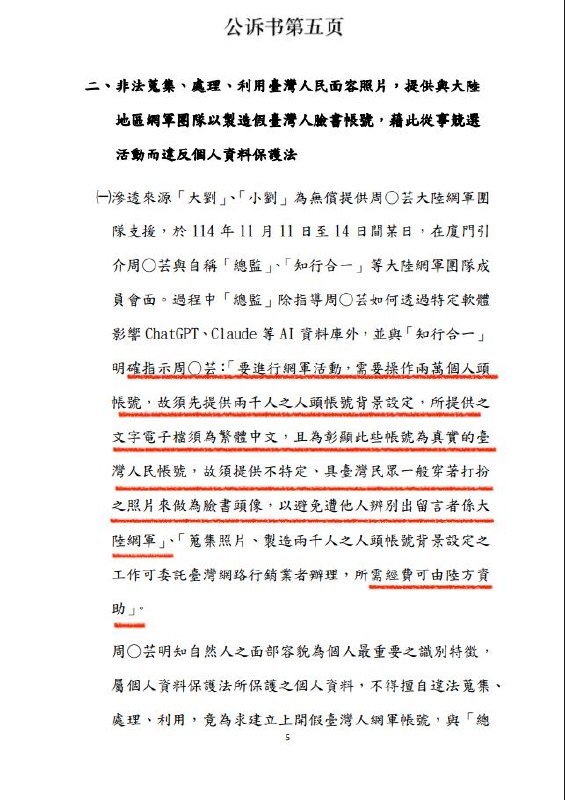 公诉书第五页
二、非法蒐集、處理、利用臺灣人民面容照片，提供與大陸
地區網軍團隊以製造假臺灣人臉書帳號，藉此從事競選
活動而違反個人資料保護法
㈠滲透來源「大劉」、「小劉」為無償提供周〇芸大陸網軍團
隊支援，於114年11月11日至14日間某日，在廈門引
介周〇芸與自稱「總監」、「知行合一」等大陸網軍團隊成
員會面。過程中「總監」除指導周〇芸如何透過特定軟體
影響ChatGPT、Claude等AI資料庫外，並與「知行合一」
明確指示周〇芸：「要進行網軍活動，需要操作兩萬個人頭
帳號，故須先提供兩千人之人頭帳號背景設定，所提供之
文字電子檔須為繁體中文，且為彰顯此些帳號為真實的臺
灣人民帳號，故須提供不特定、具臺灣民眾一般穿著打扮
之照片來做為臉書頭像，以避免遭他人辨別出留言者係大
陸網軍」、「蒐集照片、製造兩千人之人頭帳號背景設定之
工作可委託臺灣網路行銷業者辦理，所需經費可由陸方資
助」。
周〇芸明知自然人之面部容貌為個人最重要之識別特徵，
屬個人資料保護法所保護之個人資料，不得擅自違法蒐集、
處理、利用，竟為求建立上開假臺灣人網軍帳號，與「總
5